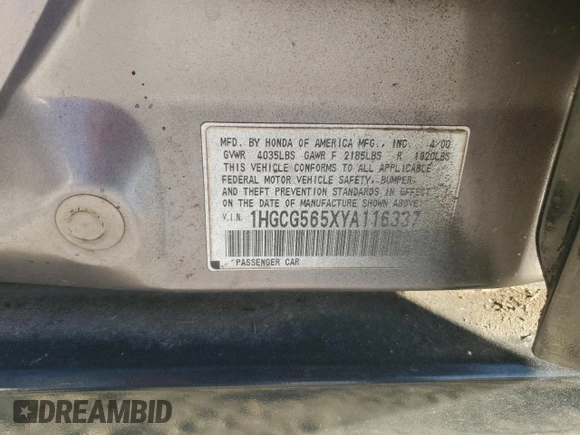 MFD. BY HONDA OF AMERICA MFG., INC. 4/00
GVWR 4035LBS GAWR F 2185LBS R 1920LBS
THIS VEHICLE CONFORMS TO ALL APPLICABLE
FEDERAL MOTOR VEHICLE SAFETY, BUMPER,
AND THEFT PREVENTION STANDARDS IN EFFECT
ON THE DATE OF MANUFACTURE SHOWN ABOVE.
V.I.N. 1HGCG565XYA116337
PASSENGER CAR
DREAMBID